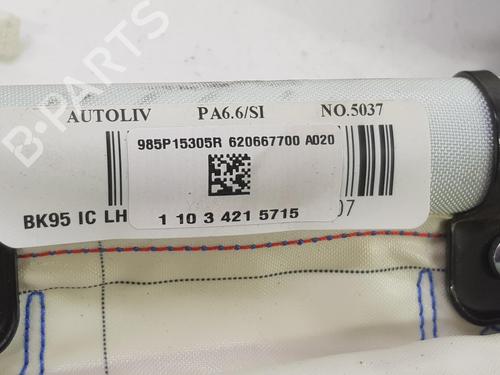 AUTOLIV PA6.6/SI NO.5037
985P15305R 620667700 A020
BK95 IC LH
1 10 3 421 5715
07
B-PARTS